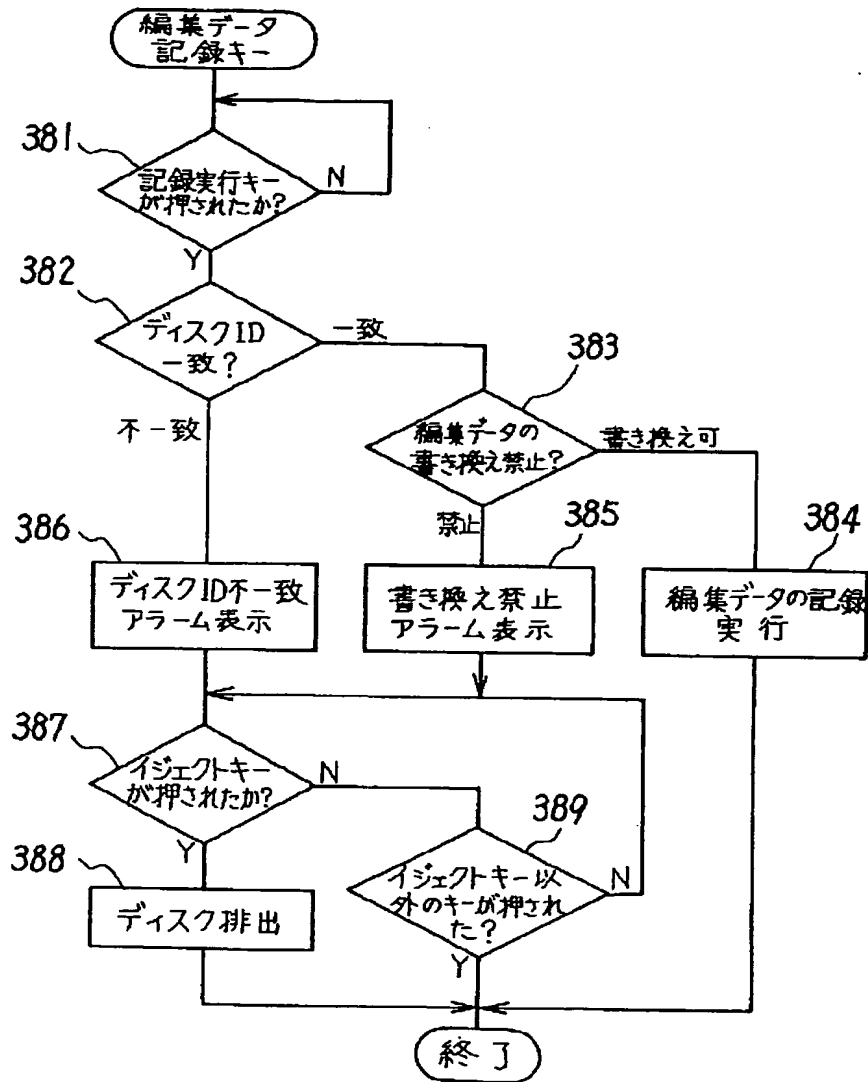 編集データ
記録キー
381
記録実行キー
が押されたか?
N
Y
382
ディスクID
一致?
一致
不一致
383
編集データの
書き換え禁止?
書き換え可
禁止
386
ディスクID不一致
アラーム表示
385
書き換え禁止
アラーム表示
384
編集データの記録
実行
387
イジェクトキー
が押されたか?
N
Y
389
イジェクトキー以
外のキーが押され
た?
N
Y
388
ディスク排出
終了